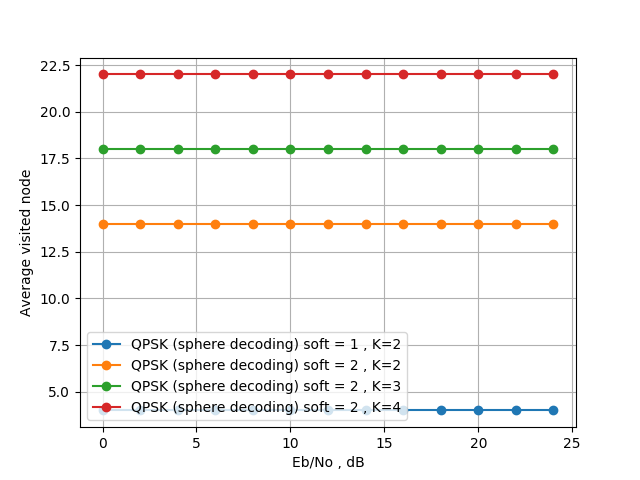 22.5
20.0
17.5
15.0
12.5
10.0
7.5
5.0
Average visited node
QPSK (sphere decoding) soft = 1 , K=2
QPSK (sphere decoding) soft = 2 , K=2
QPSK (sphere decoding) soft = 2 , K=3
QPSK (sphere decoding) soft = 2 , K=4
0 5 10 15 20 25
Eb/No , dB